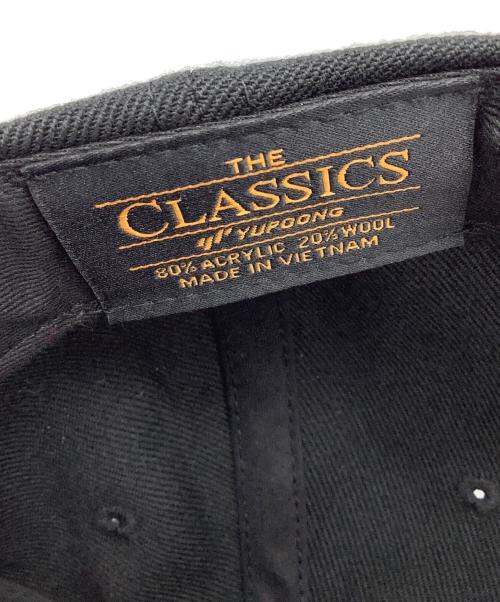 THE
CLASSICS
YUPOONG
80% ACRYLIC 20% WOOL
MADE IN VIETNAM